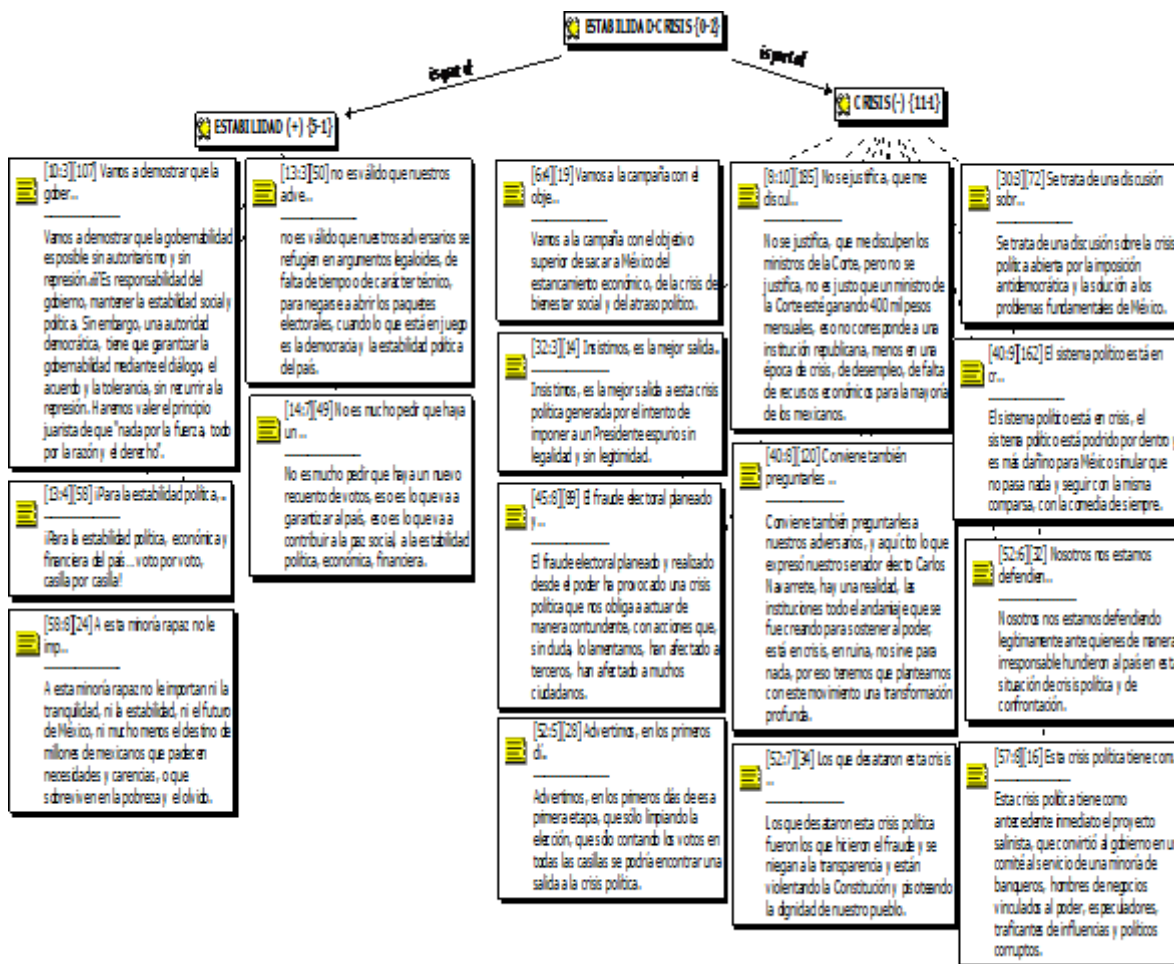 ESTABILIDAD-CRISIS {0-2}
is part of
is part of
ESTABILIDAD (+) {5-1}
CRISIS (-) {11-1}
[10:3][107] Vamos a demostrar que la
gober...
Vamos a demostrar que la gobernabilidad
es posible sin autoritarismo y sin
represión. Es responsabilidad del
gobierno, mantener la estabilidad social y
política. Sin embargo, una autoridad
democrática, tiene que garantizar la
gobernabilidad mediante el diálogo, el
acuerdo y la tolerancia, sin recurrir a la
represión. Haremos valer el principio
juarista de que "nada por la fuerza, todo
por la razón y el derecho".
[13:4][58] ¡Para la estabilidad política,...
¡Para la estabilidad política, económica y
financiera del país... voto por voto,
casilla por casilla!
[58:8][24] A esta minoría rapaz no le
imp...
A esta minoría rapaz no le importan ni la
tranquilidad, ni la estabilidad, ni el futuro
de México, ni mucho menos el destino de
millones de mexicanos que padecen
necesidades y carencias, o que
sobreviven en la pobreza y el olvido.
[13:3][50] no es válido que nuestros
adve...
no es válido que nuestros adversarios se
refugien en argumentos legaloides, de
falta de tiempo o de carácter técnico,
para negarse a abrir los paquetes
electorales, cuando lo que está en juego
es la democracia y la estabilidad política
del país.
[14:7][49] No es mucho pedir que haya
un ...
No es mucho pedir que haya un nuevo
recuento de votos, eso es lo que va a
garantizar al país, eso es lo que va a
contribuir a la paz social, a la estabilidad
política, económica, financiera.
[6:4][19] Vamos a la campaña con el
obje...
Vamos a la campaña con el objetivo
superior de sacar a México del
estancamiento económico, de la crisis de
bienestar social y del atraso político.
[32:3][14] Insistimos, es la mejor salida..
Insistimos, es la mejor salida a esta crisis
política generada por el intento de
imponer a un Presidente espurio sin
legalidad y sin legitimidad.
[45:8][89] El fraude electoral planeado
y...
El fraude electoral planeado y realizado
desde el poder ha provocado una crisis
política que nos obliga a actuar de
manera contundente, con acciones que,
sin duda, lo lamentamos, han afectado a
terceros, han afectado a muchos
ciudadanos.
[52:5][28] Advertimos, en los primeros
dí..
Advertimos, en los primeros días de esa
primera etapa, que sólo limpiando la
elección, que sólo contando los votos en
todas las casillas se podría encontrar una
salida a la crisis política.
[8:10][185] No se justifica, que me
discul...
No se justifica, que me disculpen los
ministros de la Corte, pero no se
justifica, no es justo que un ministro de
la Corte esté ganando 400 mil pesos
mensuales, eso no corresponde a una
institución republicana, menos en una
época de crisis, de desempleo, de falta
de recursos económicos para la mayoría
de los mexicanos.
[40:8][120] Conviene también
preguntarles ...
Conviene también preguntarles a
nuestros adversarios, y aquí cito lo que
expresó nuestro senador electo Carlos
Navarrete, hay una realidad, las
instituciones todo el andamiaje que se
fue creando para sostener al poder,
está en crisis, en ruina, no sirve para
nada, por eso tenemos que plantearnos
con este movimiento una transformación
profunda.
[52:7][34] Los que desataron esta crisis
...
Los que desataron esta crisis política
fueron los que hicieron el fraude y se
niegan a la transparencia y están
violentando la Constitución y pisoteando
la dignidad de nuestro pueblo.
[30:3][72] Se trata de una discusión
sobr...
Se trata de una discusión sobre la crisis
política abierta por la imposición
antidemocrática y la solución a los
problemas fundamentales de México.
[40:9][162] El sistema político está en
cr...
El sistema político está en crisis, el
sistema político está podrido por dentro y
es más dañino para México simular que
no pasa nada y seguir con la misma
comparsa, con la comedia de siempre.
[52:6][32] Nosotros nos estamos
defendien...
Nosotros nos estamos defendiendo
legítimamente ante quienes de manera
irresponsable hundieron al país en esta
situación de crisis política y de
confrontación.
[57:8][16] Esta crisis política tiene com
Esta crisis política tiene como
antecedente inmediato el proyecto
salinista, que convirtió al gobierno en u
comité al servicio de una minoría de
banqueros, hombres de negocios
vinculados al poder, especuladores,
traficantes de influencias y políticos
corruptos.